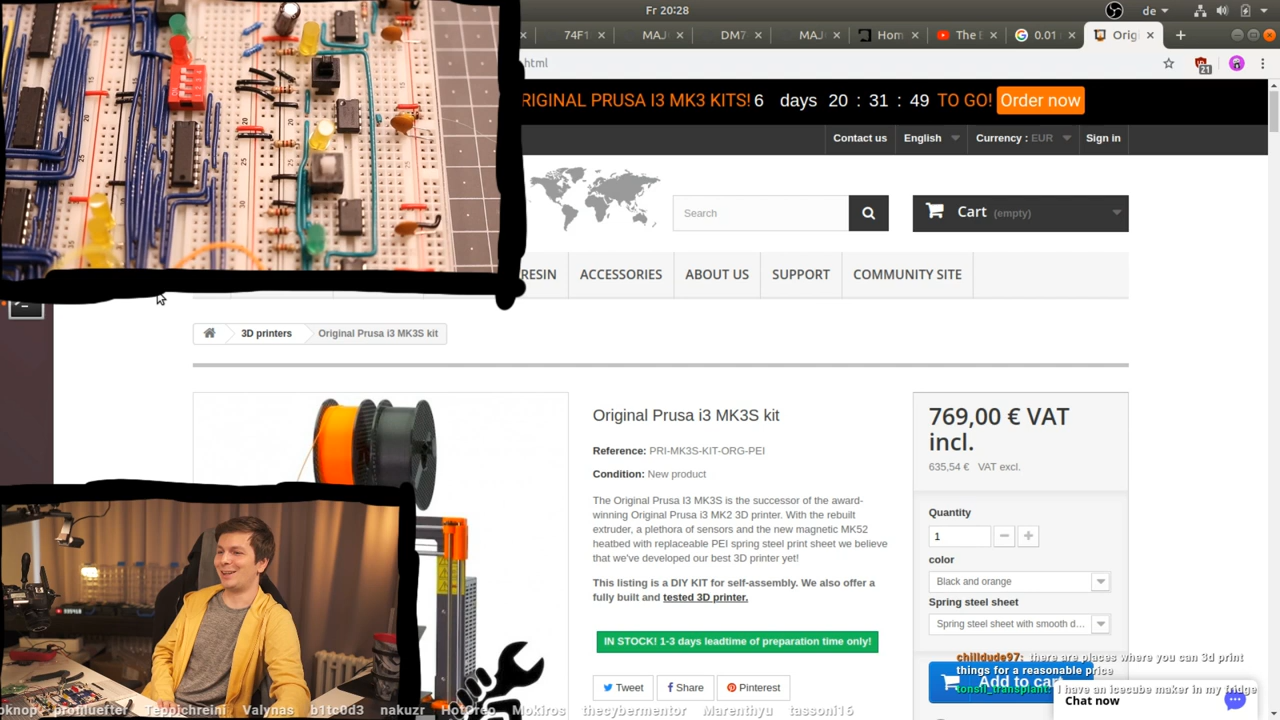 Fr 20:28
de
74F1
MAJ
DM7
MAJ
Hom
The E
0.01
Orig
html
21
RIGINAL PRUSA I3 MK3 KITS! 6 days 20 : 31 : 49 TO GO! Order now
Contact us
English
Currency : EUR
Sign in
Search
Cart (empty)
RESIN
ACCESSORIES
ABOUT US
SUPPORT
COMMUNITY SITE
3D printers
Original Prusa i3 MK3S kit
Original Prusa i3 MK3S kit
Reference: PRI-MK3S-KIT-ORG-PEI
Condition: New product
The Original Prusa I3 MK3S is the successor of the award-
winning Original Prusa i3 MK2 3D printer. With the rebuilt
extruder, a plethora of sensors and the new magnetic MK52
heatbed with replaceable PEI spring steel print sheet we believe
that we've developed our best 3D printer yet!
This listing is a DIY KIT for self-assembly. We also offer a
fully built and tested 3D printer.
IN STOCK! 1-3 days leadtime of preparation time only!
Tweet
Share
Pinterest
769,00 € VAT
incl.
635,54 € VAT excl.
Quantity
1
color
Black and orange
Spring steel sheet
Spring steel sheet with smooth d...
Add to cart
chilldude97: there are places where you can 3d print
things for a reasonable price
tonsil_transplant: I have an icecube maker in my fridge
Chat now
oknop profluefter Teppichreini Valynas b1tc0d3 nakuzr HotOreo Mokiros thecybermentor Marenthyu tassoni16